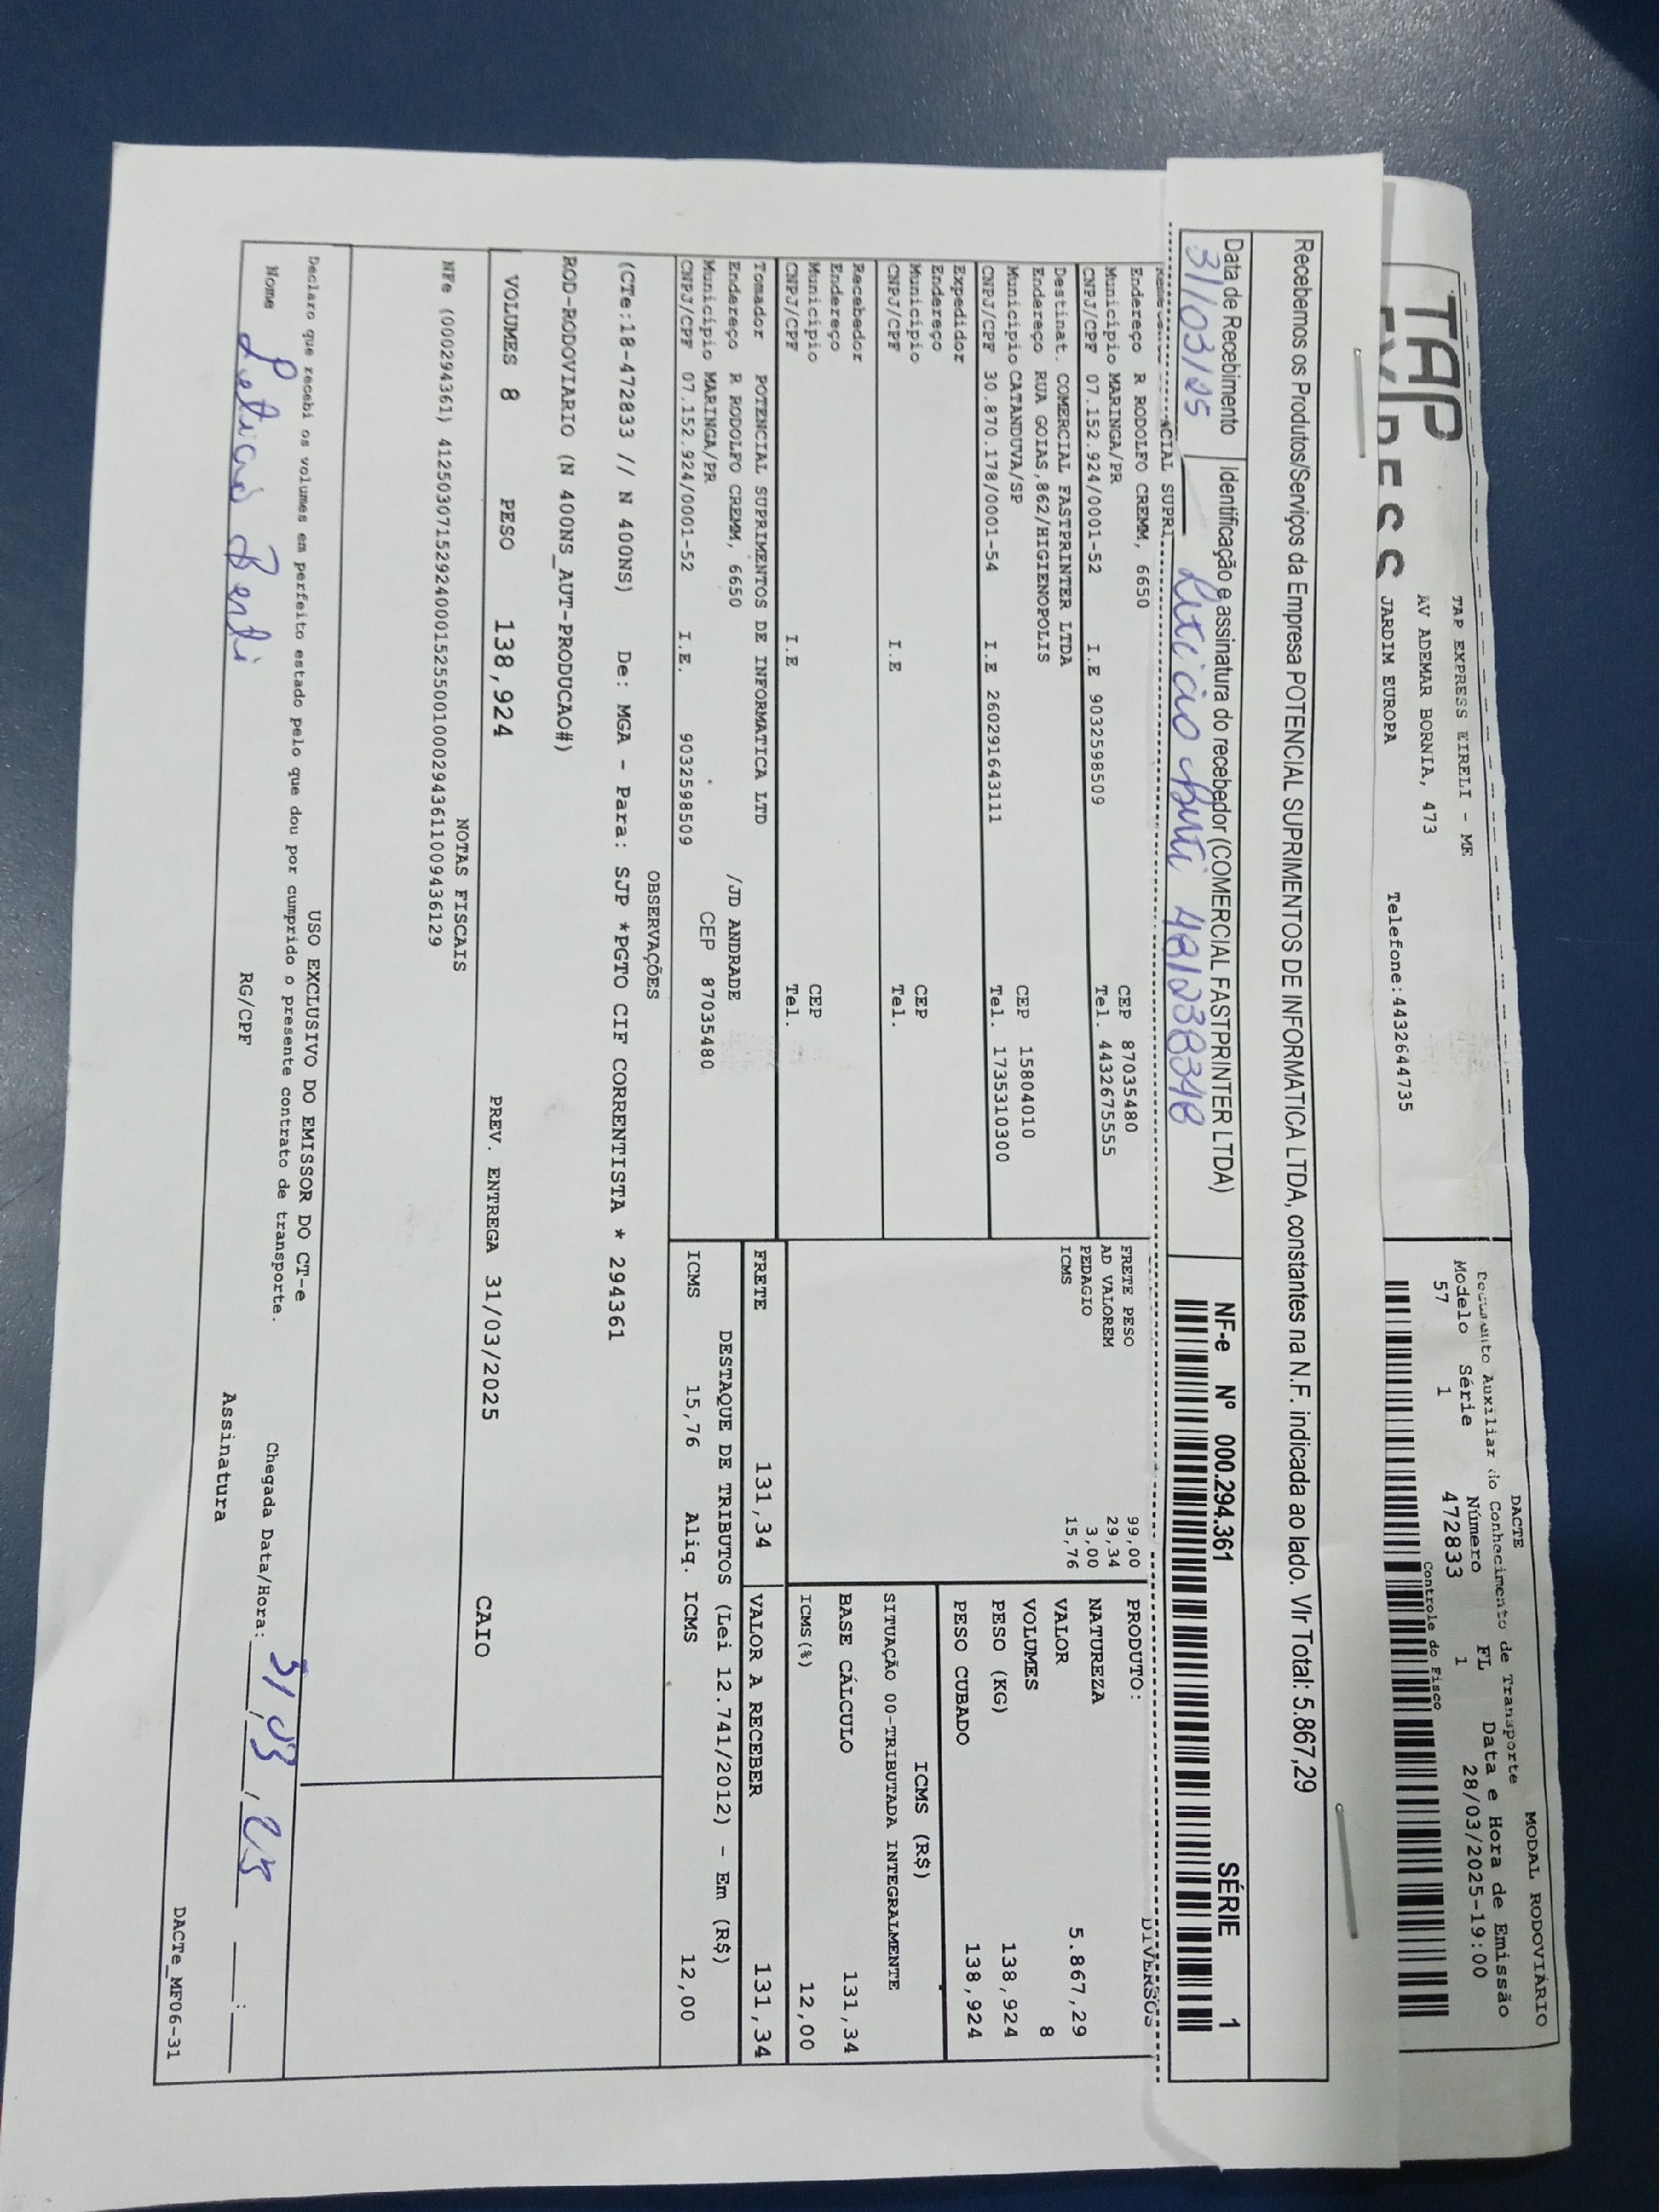 TAP
TAP EXPRESS EIRELI - ME
AV ADEMAR BORNIA, 473
JARDIM EUROPA
Telefone:4432644735
MODAL RODOVIÁRIO
DACTE
Documento Auxiliar do Conhecimento de Transporte
Modelo Série Número FL Data e Hora de Emissão
57 1 472833 1 28/03/2025-19:00
Controle do Fisco
Recebemos os Produtos/Serviços da Empresa POTENCIAL SUPRIMENTOS DE INFORMATICA LTDA, constantes na N.F. indicada ao lado. Vlr Total: 5.867,29
Data de Recebimento
31/03/25
Identificação e assinatura do recebedor (COMERCIAL FASTPRINTER LTDA)
NF-e Nº 000.294.361 SÉRIE 1
CIAL SUPRI
Endereço R RODOLFO CREMM, 6650
Município MARINGA/PR CEP 87035480
CNPJ/CPF 07.152.924/0001-52 I.E 9032598509 Tel. 4432675555
Destinat. COMERCIAL FASTPRINTER LTDA
Endereço RUA GOIAS,862/HIGIENOPOLIS
Município CATANDUVA/SP CEP 15804010
CNPJ/CPF 30.870.178/0001-54 I.E 260291643111 Tel. 1735310300
Expedidor
Endereço
Município CEP
CNPJ/CPF I.E Tel.
Recebedor
Endereço
Município CEP
CNPJ/CPF I.E Tel.
FRETE PESO 99,00
AD VALOREM 29,34
PEDAGIO 3,00
ICMS 15,76
PRODUTO: DIVERSOS
NATUREZA
VALOR 5.867,29
VOLUMES 8
PESO (KG) 138,924
PESO CUBADO 138,924
ICMS (R$)
SITUAÇÃO 00-TRIBUTADA INTEGRALMENTE
BASE CÁLCULO 131,34
ICMS(%) 12,00
Tomador POTENCIAL SUPRIMENTOS DE INFORMATICA LTD
Endereço R RODOLFO CREMM, 6650 /JD ANDRADE
Município MARINGA/PR CEP 87035480
CNPJ/CPF 07.152.924/0001-52 I.E. 9032598509
FRETE 131,34 VALOR A RECEBER 131,34
DESTAQUE DE TRIBUTOS (Lei 12.741/2012) - Em (R$)
ICMS 15,76 Aliq. ICMS 12,00
OBSERVAÇÕES
(CTe:18-472833 // N 400NS) De: MGA - Para: SJP *PGTO CIF CORRENTISTA * 294361
ROD-RODOVIARIO (N 400NS_AUT-PRODUCAO#)
VOLUMES 8 PESO 138,924 PREV. ENTREGA 31/03/2025 CAIO
NOTAS FISCAIS
NFe (000294361) 41250307152924000152550010002943611009436129
USO EXCLUSIVO DO EMISSOR DO CT-e
Declaro que recebi os volumes em perfeito estado pelo que dou por cumprido o presente contrato de transporte.
Chegada Data/Hora: 31/03/25
Nome
RG/CPF
Assinatura
DACTe_MF06-31